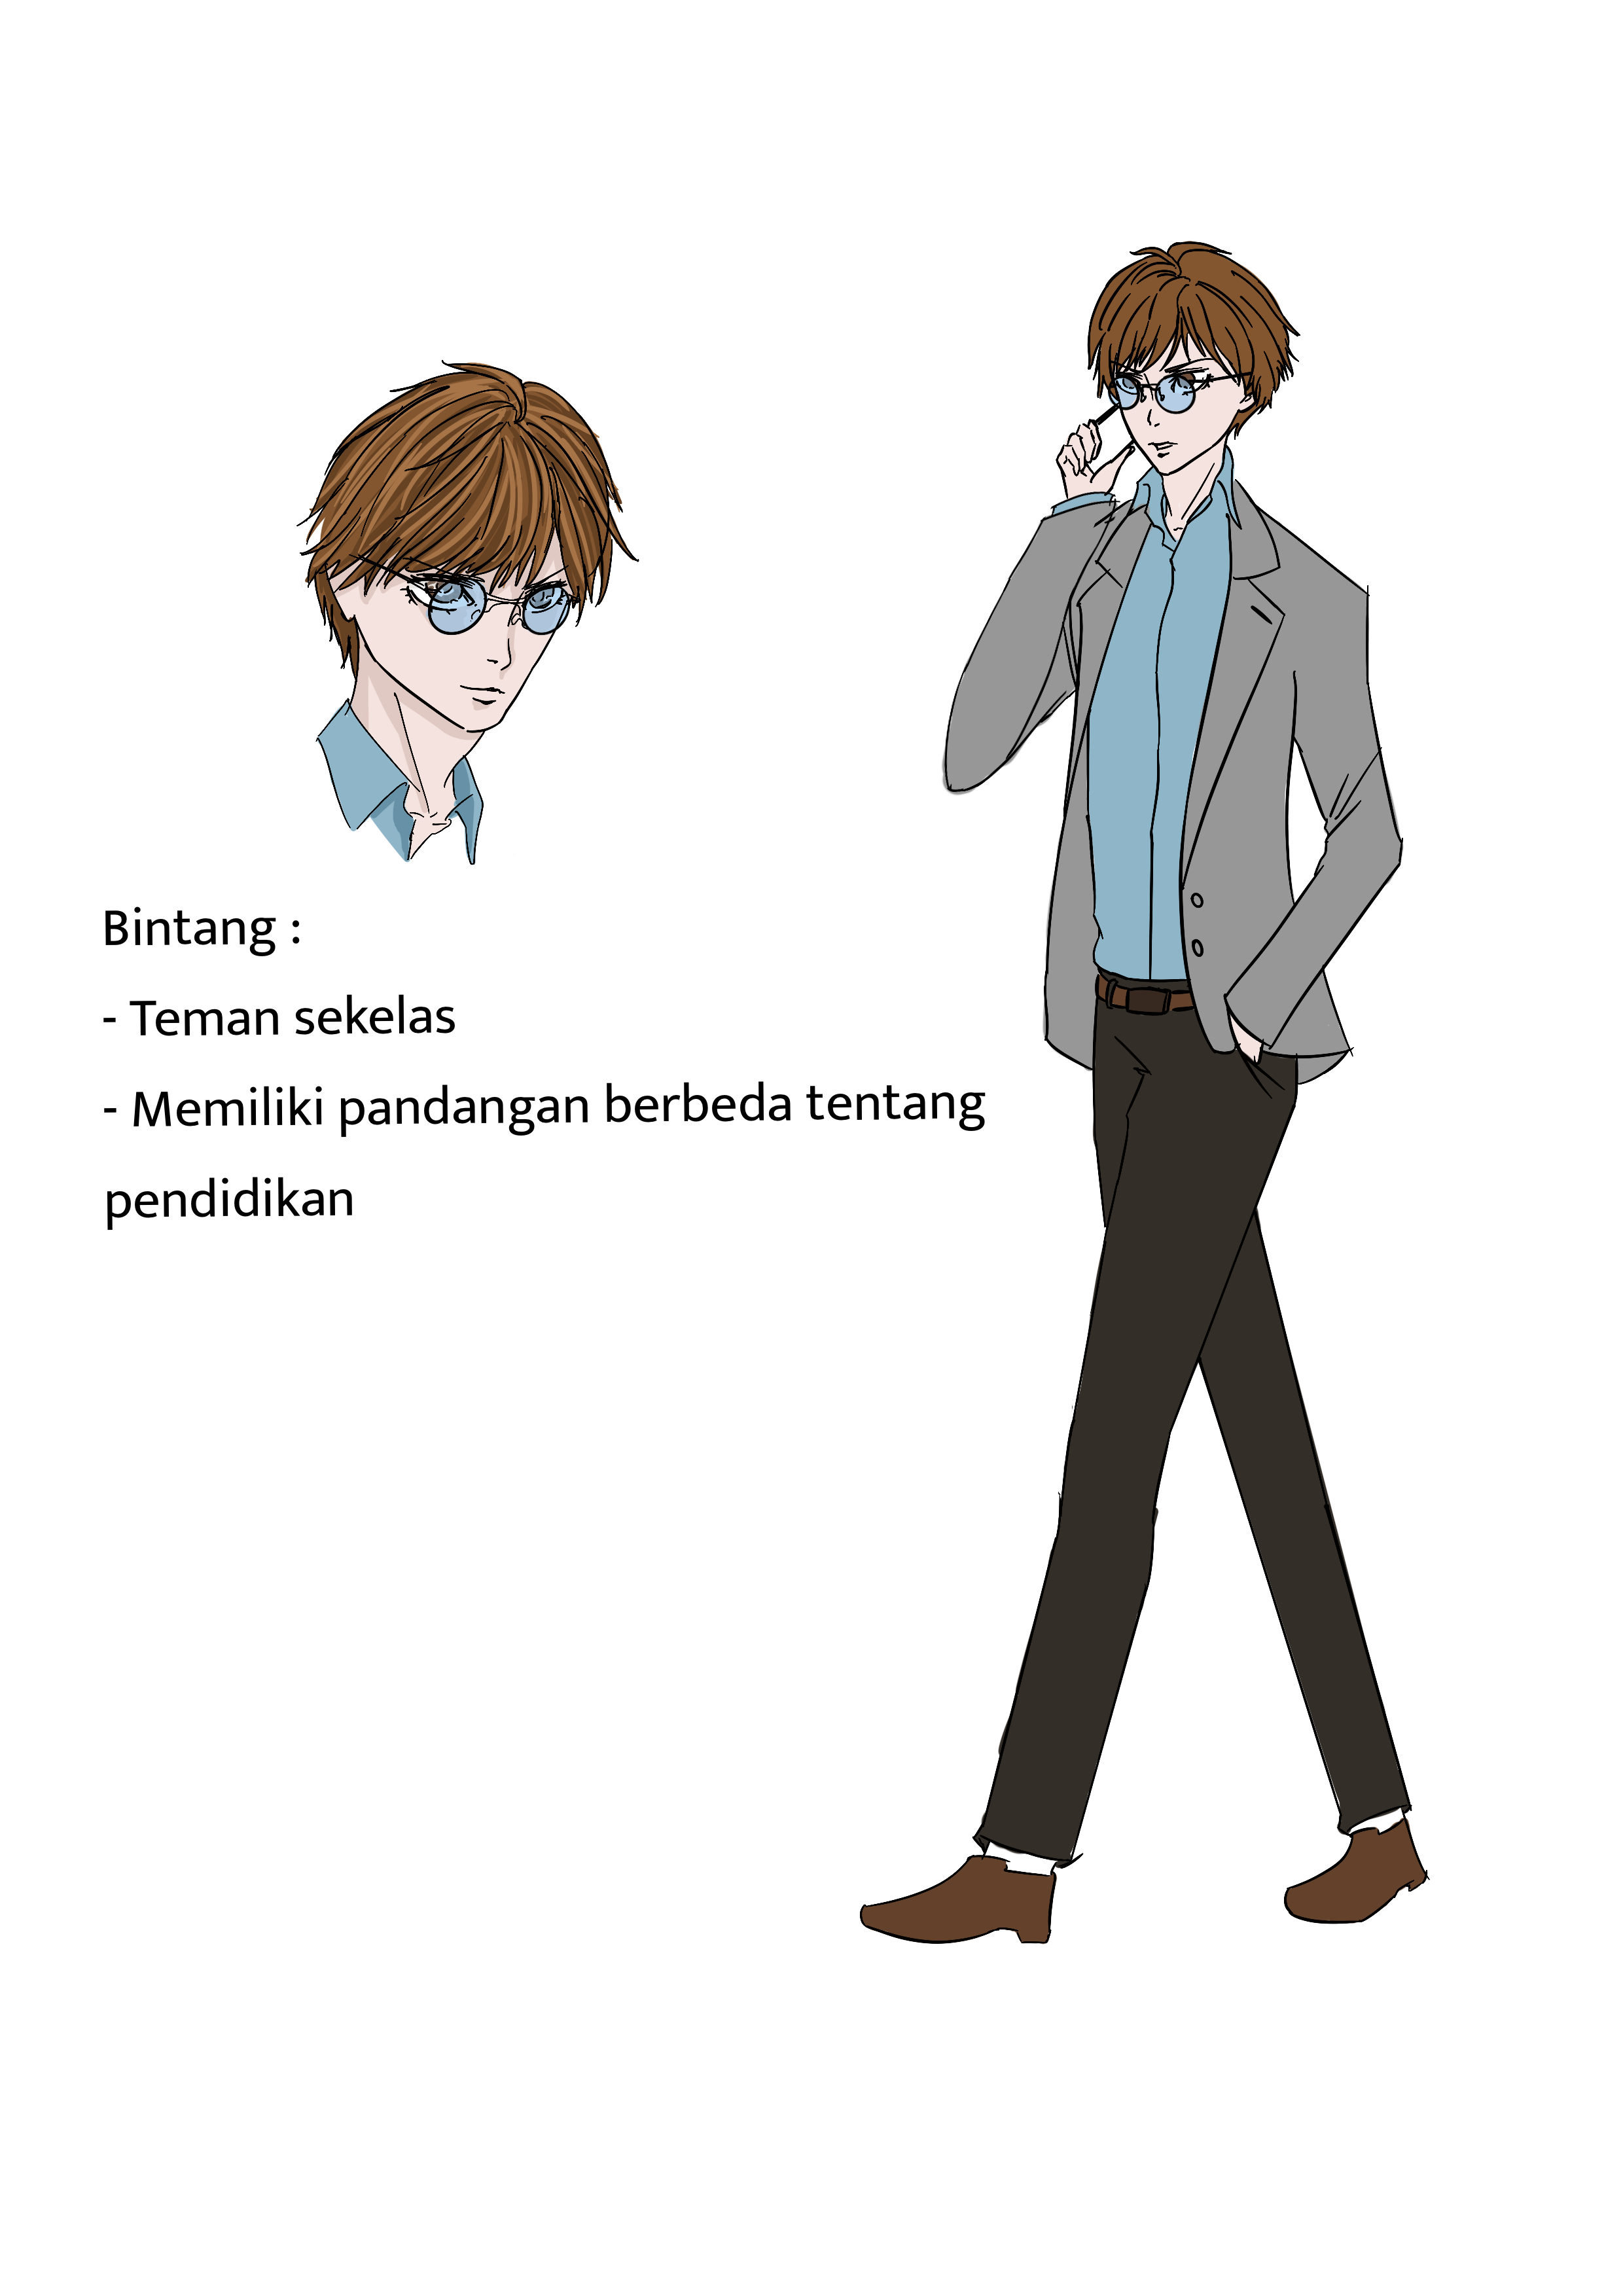 Bintang :
- Teman sekelas
- Memiliki pandangan berbeda tentang
pendidikan